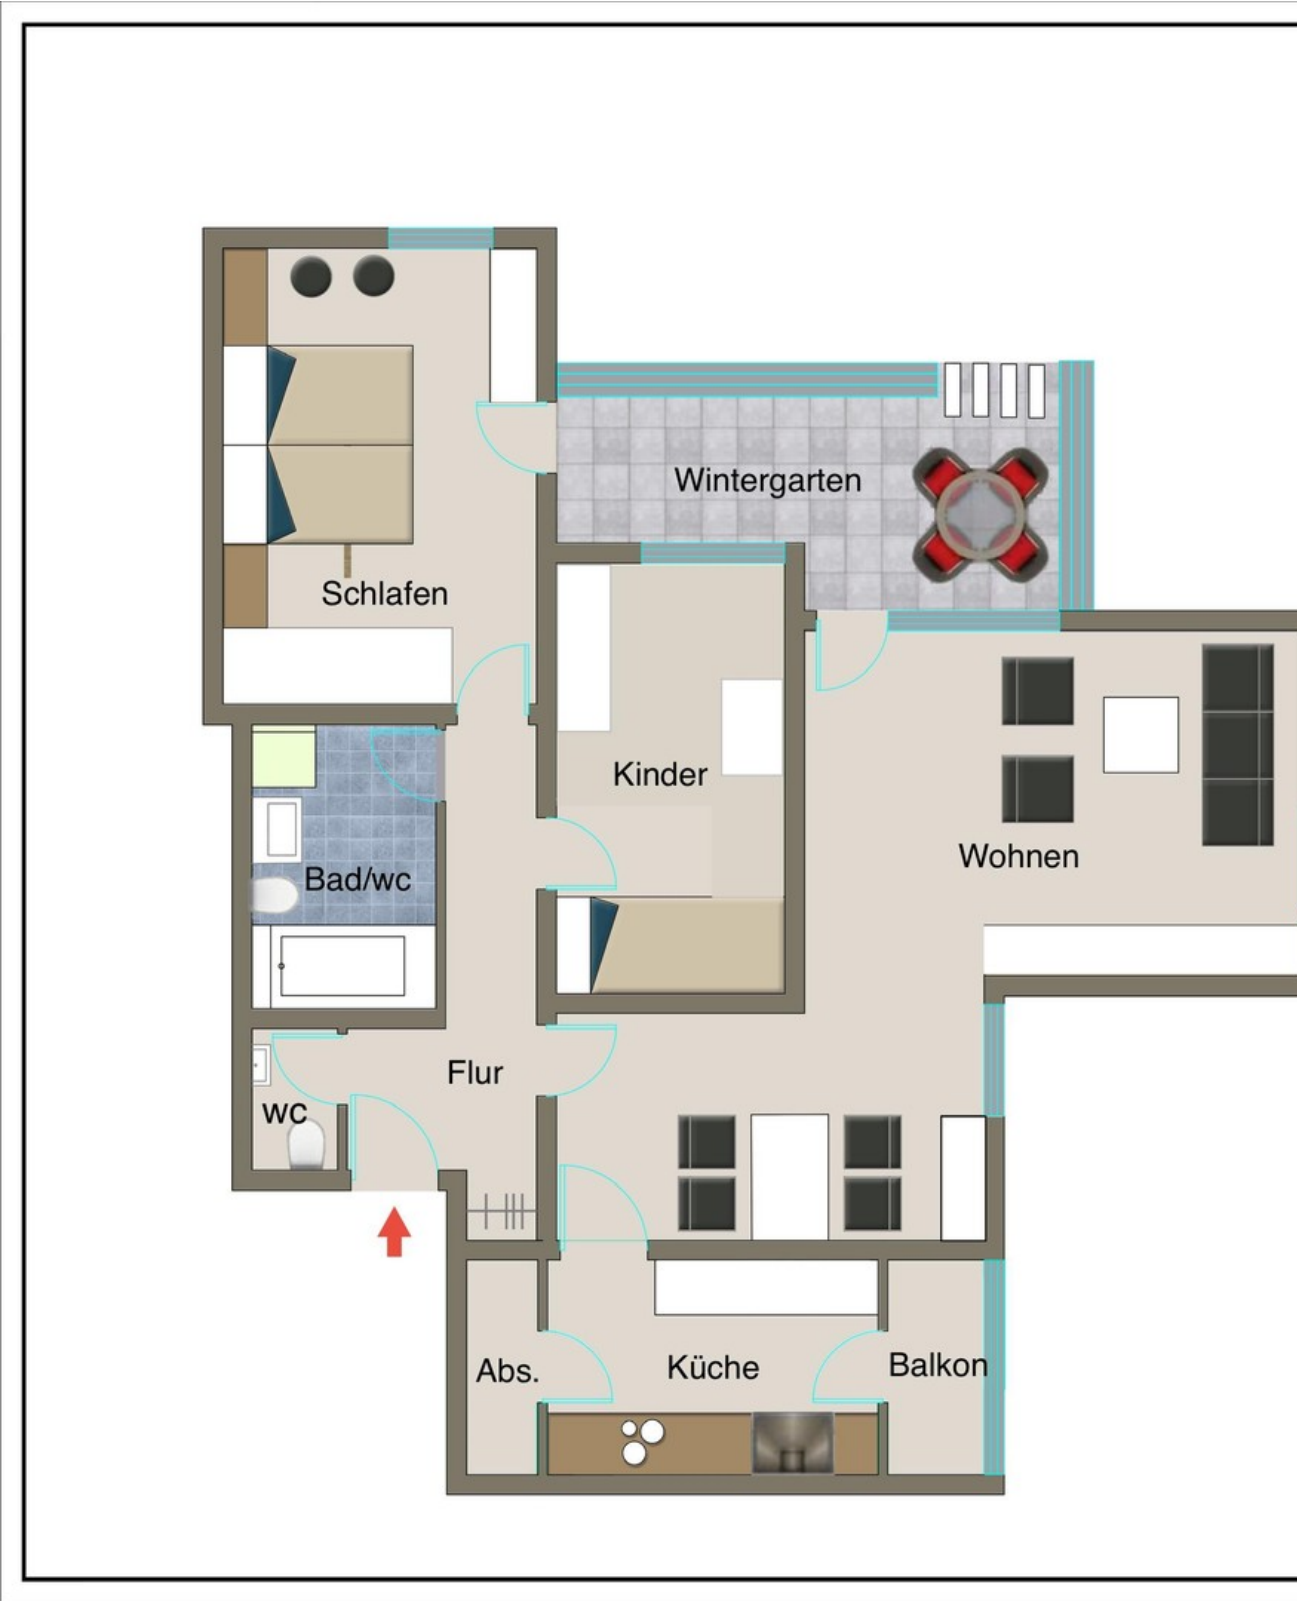 Wintergarten
Schlafen
Kinder
Wohnen
Bad/wc
Flur
wc
Abs.
Küche
Balkon